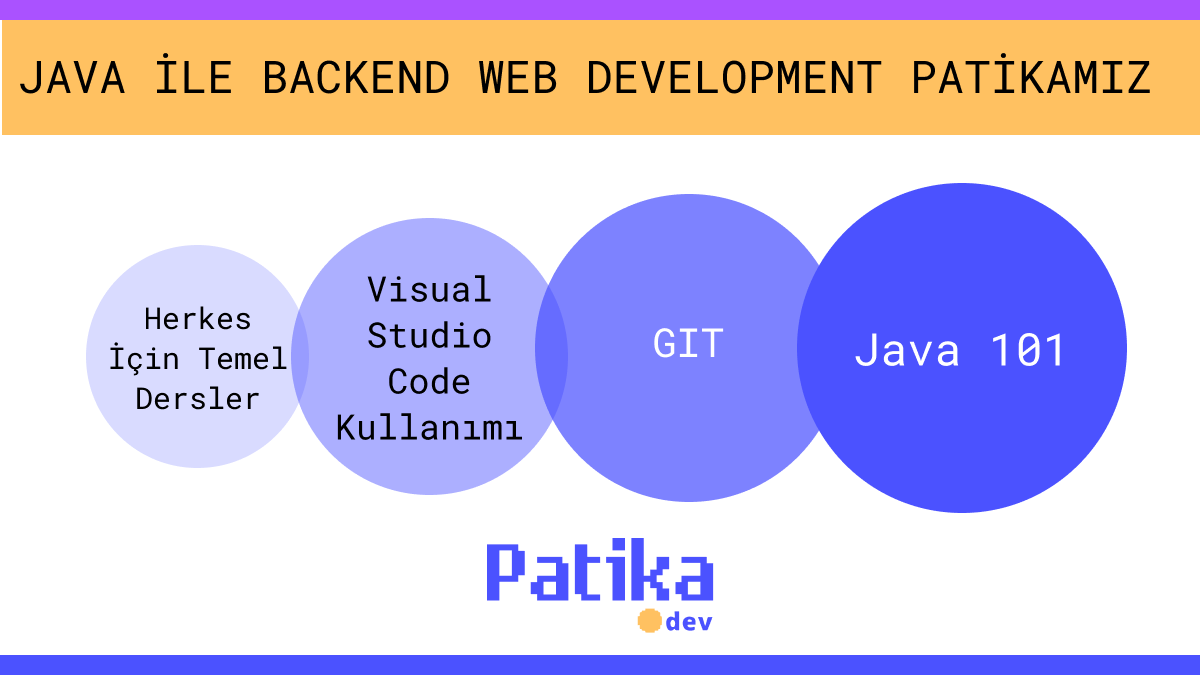 JAVA İLE BACKEND WEB DEVELOPMENT PATİKAMIZ
Herkes
İçin Temel
Dersler
Visual
Studio
Code
Kullanımı
GIT
Java 101
Patika
dev